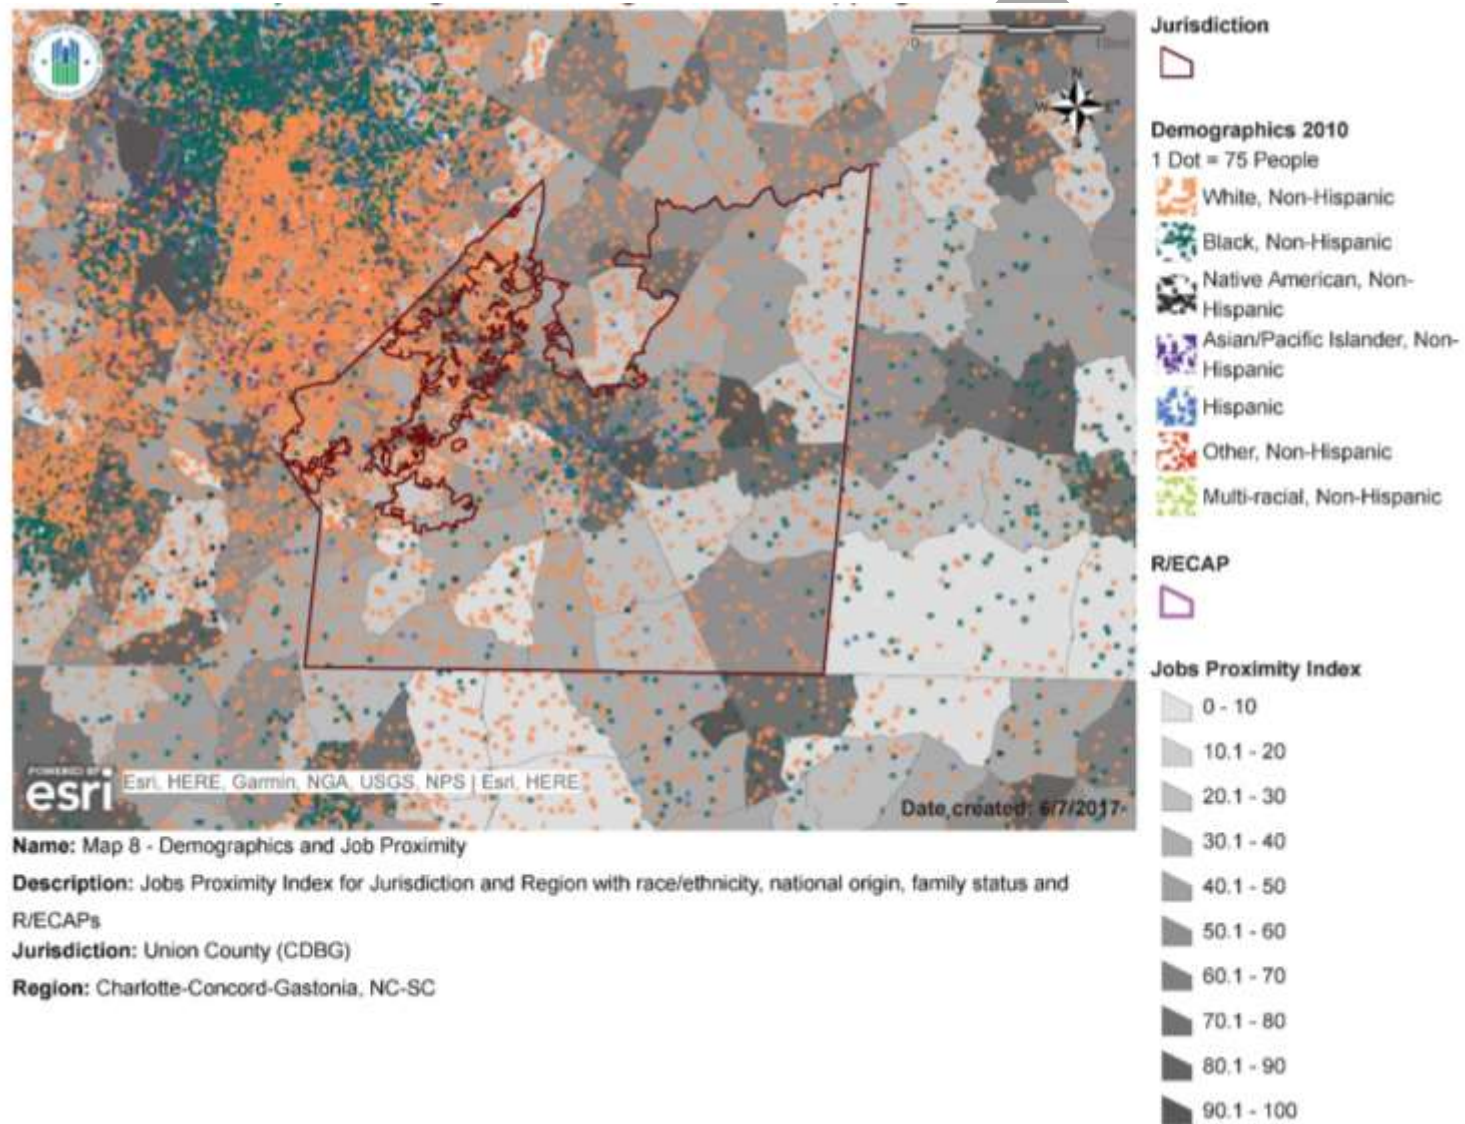 Jurisdiction
Demographics 2010
1 Dot = 75 People
White, Non-Hispanic
Black, Non-Hispanic
Native American, Non-
Hispanic
Asian/Pacific Islander, Non-
Hispanic
Hispanic
Other, Non-Hispanic
Multi-racial, Non-Hispanic
R/ECAP
Jobs Proximity Index
0 - 10
10.1 - 20
20.1 - 30
30.1 - 40
40.1 - 50
50.1 - 60
60.1 - 70
70.1 - 80
80.1 - 90
90.1 - 100
N
W
E
0
POWERED BY
esri
Esri, HERE, Garmin, NGA, USGS, NPS | Esri, HERE
Date created: 6/7/2017
Name: Map 8 - Demographics and Job Proximity
Description: Jobs Proximity Index for Jurisdiction and Region with race/ethnicity, national origin, family status and
R/ECAPs
Jurisdiction: Union County (CDBG)
Region: Charlotte-Concord-Gastonia, NC-SC